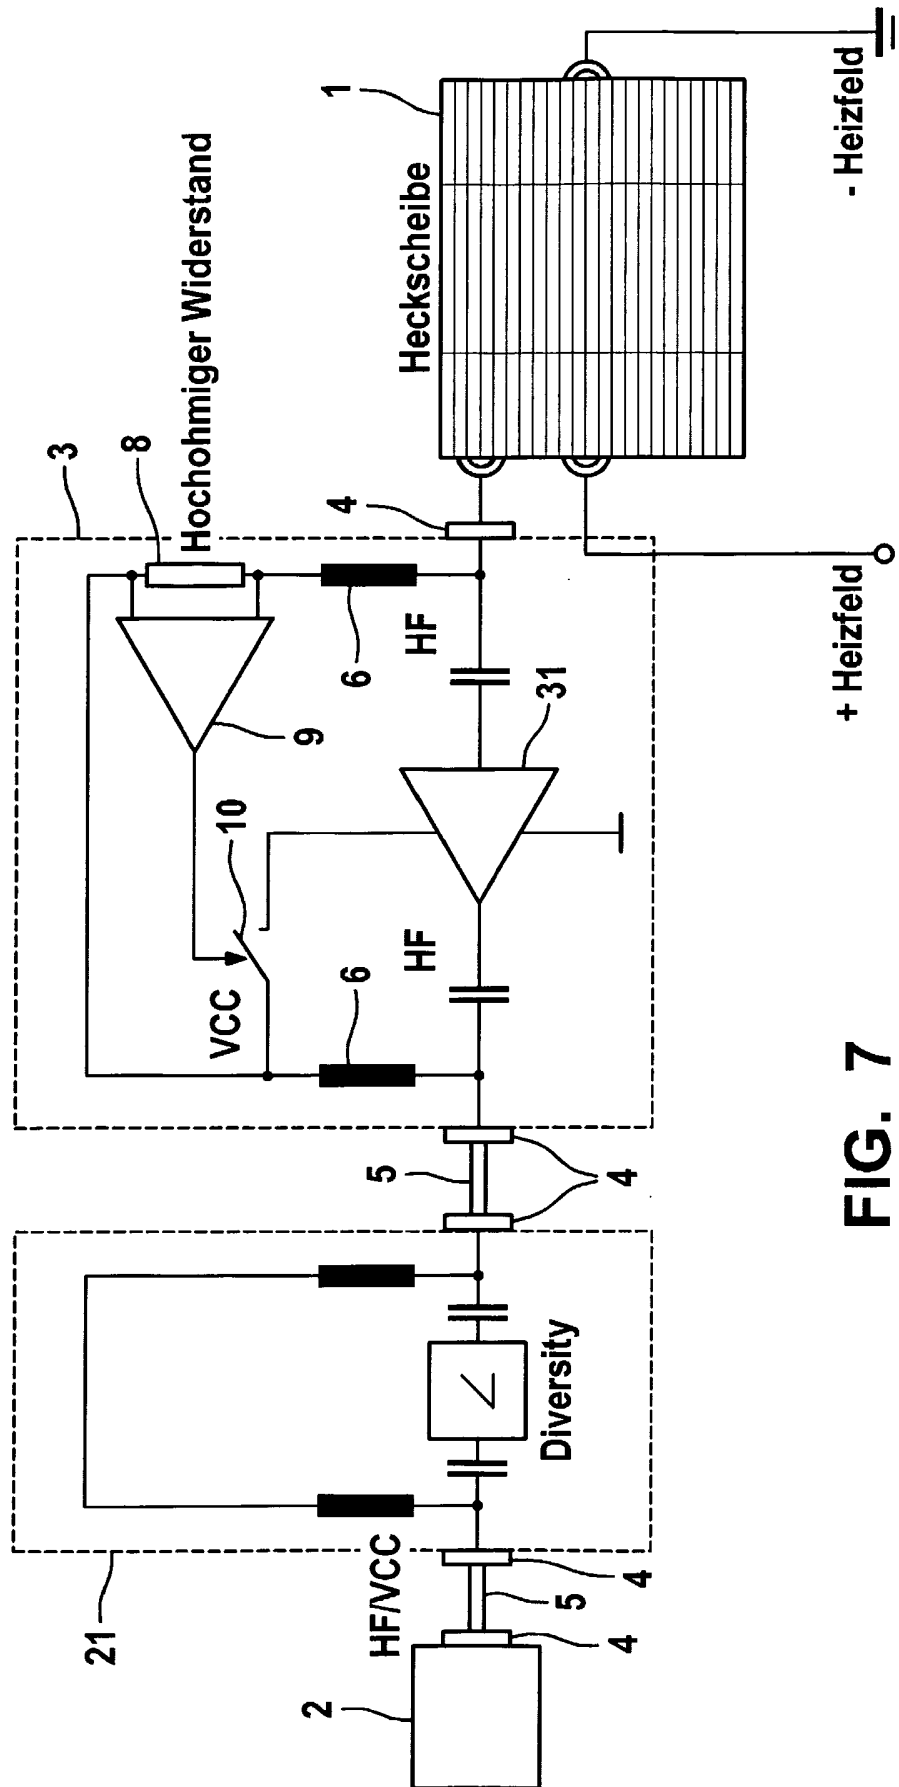 21
2
HF/VCC
4
5
4
Diversity
5
4
3
8
Hochohmiger Widerstand
VCC
10
9
6
HF
6
HF
31
4
Heckscheibe
1
+ Heizfeld
- Heizfeld
FIG. 7